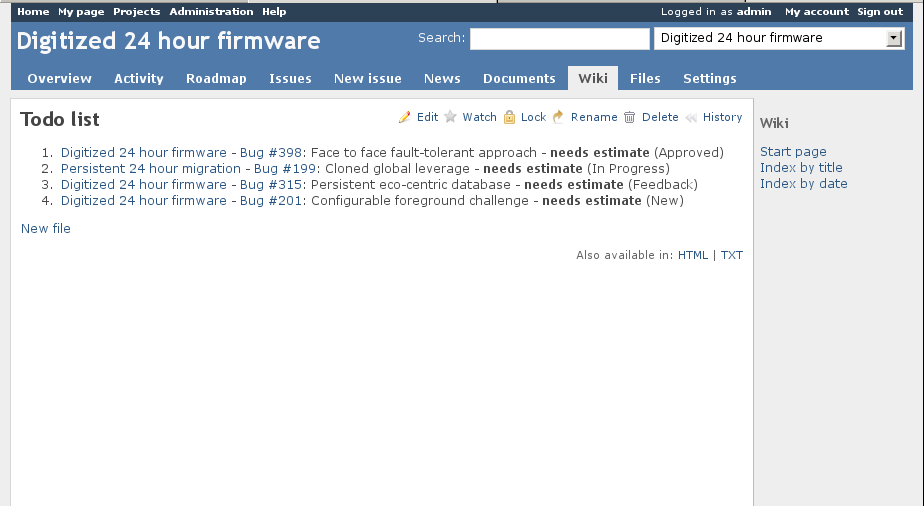 Home My page Projects Administration Help Logged in as admin My account Sign out
Digitized 24 hour firmware Search: Digitized 24 hour firmware
Overview Activity Roadmap Issues New issue News Documents Wiki Files Settings
Todo list Edit Watch Lock Rename Delete History
Wiki
1. Digitized 24 hour firmware - Bug #398: Face to face fault-tolerant approach - needs estimate (Approved)
2. Persistent 24 hour migration - Bug #199: Cloned global leverage - needs estimate (In Progress)
3. Digitized 24 hour firmware - Bug #315: Persistent eco-centric database - needs estimate (Feedback)
4. Digitized 24 hour firmware - Bug #201: Configurable foreground challenge - needs estimate (New)
New file
Also available in: HTML | TXT
Start page
Index by title
Index by date